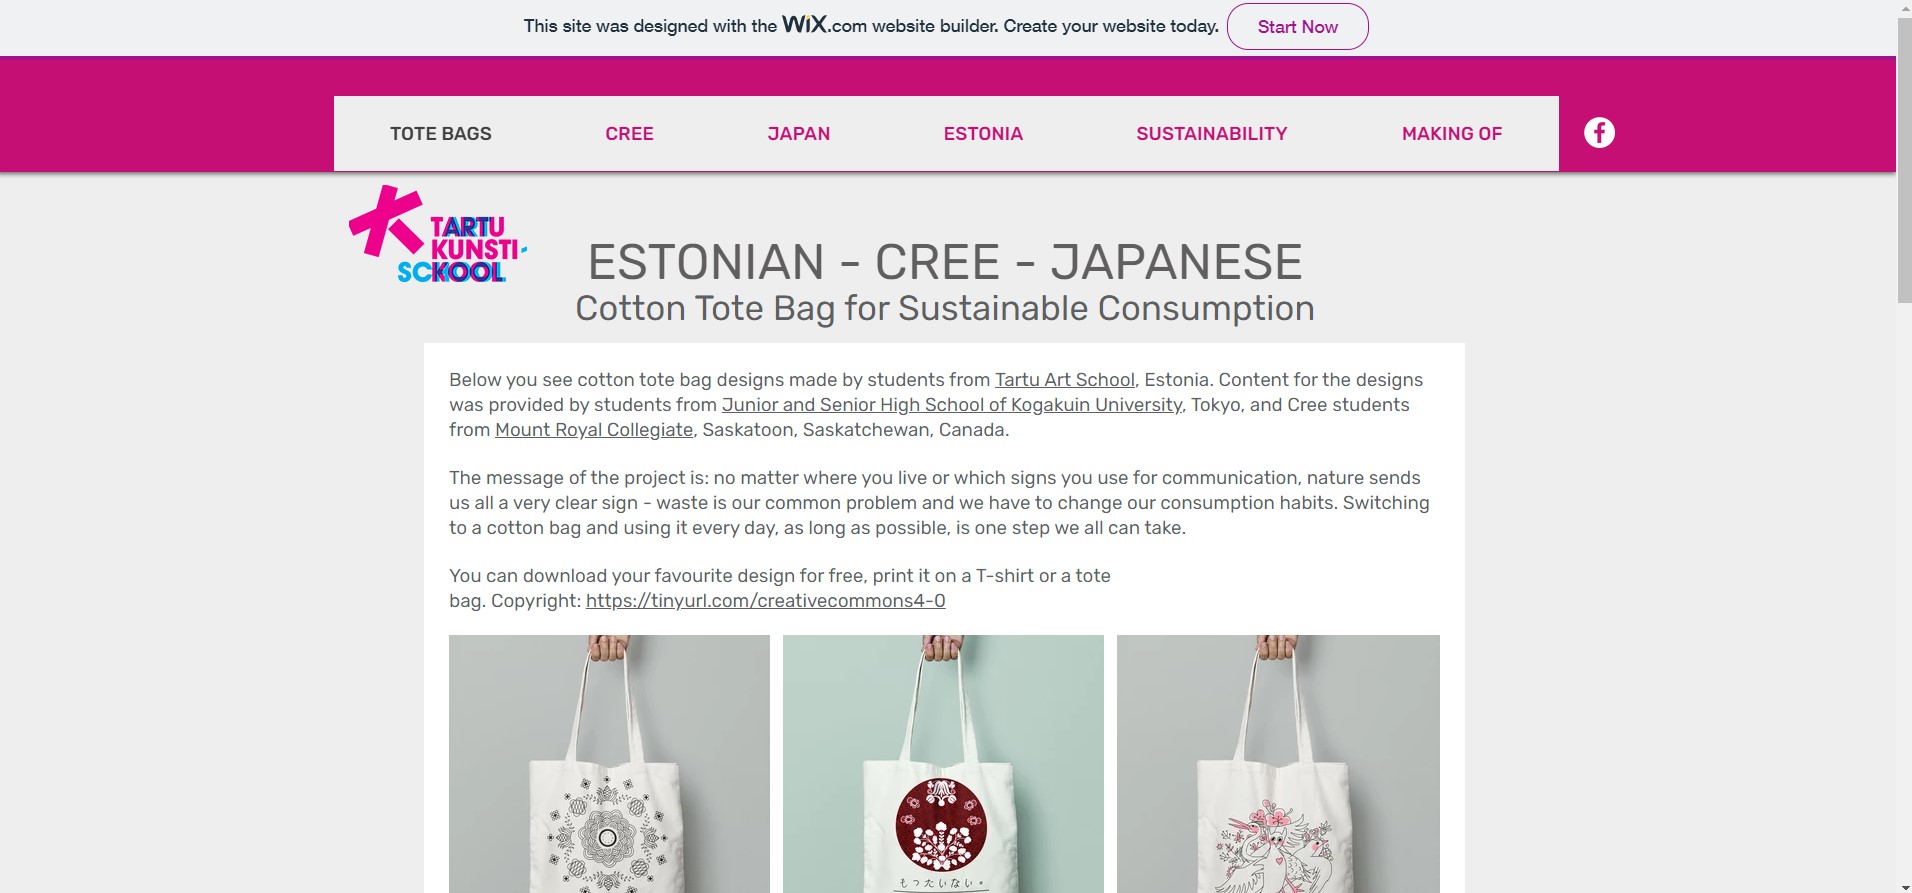 This site was designed with the WiX.com website builder. Create your website today.
Start Now
TOTE BAGS
CREE
JAPAN
ESTONIA
SUSTAINABILITY
MAKING OF
TARTU
KUNSTI-
SCKOOL
ESTONIAN - CREE - JAPANESE
Cotton Tote Bag for Sustainable Consumption
Below you see cotton tote bag designs made by students from Tartu Art School, Estonia. Content for the designs
was provided by students from Junior and Senior High School of Kogakuin University, Tokyo, and Cree students
from Mount Royal Collegiate, Saskatoon, Saskatchewan, Canada.
The message of the project is: no matter where you live or which signs you use for communication, nature sends
us all a very clear sign - waste is our common problem and we have to change our consumption habits. Switching
to a cotton bag and using it every day, as long as possible, is one step we all can take.
You can download your favourite design for free, print it on a T-shirt or a tote
bag. Copyright: https://tinyurl.com/creativecommons4-0
もったいない。